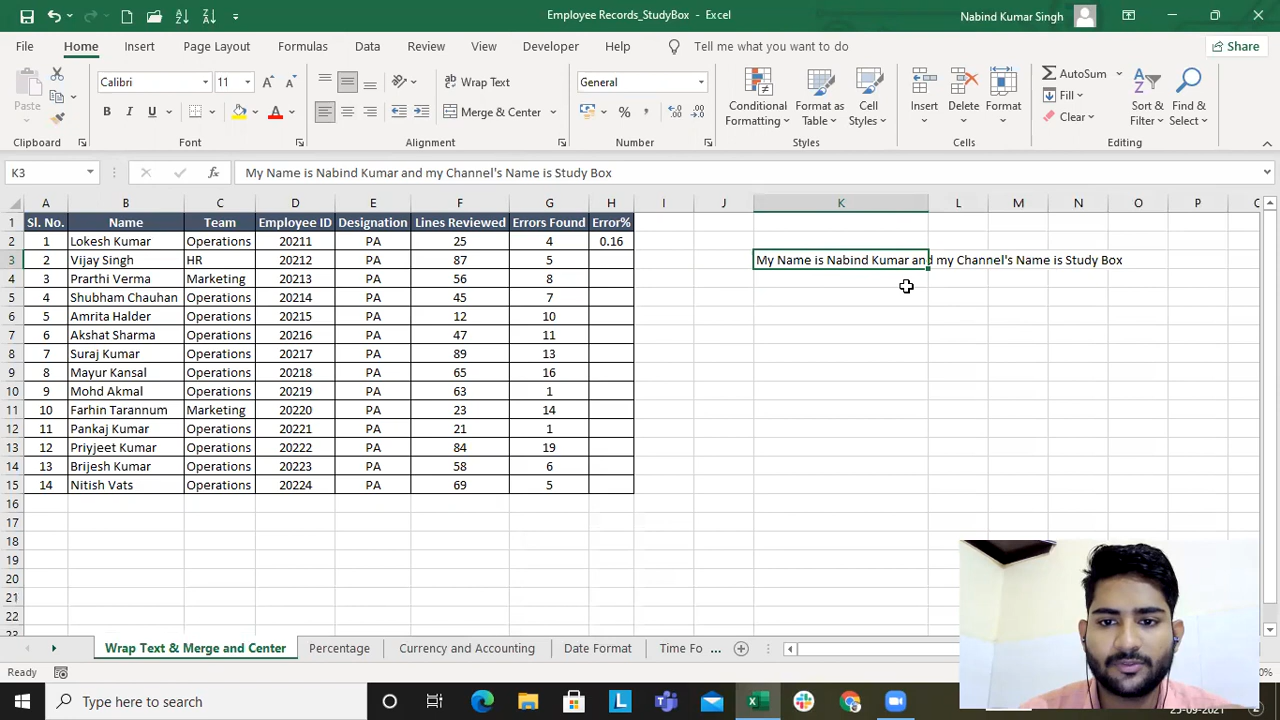 Employee Records_StudyBox - Excel
Nabind Kumar Singh
File Home Insert Page Layout Formulas Data Review View Developer Help Tell me what you want to do Share
Paste
Clipboard
Calibri 11
B I U
Font
Wrap Text
Merge & Center
Alignment
General
Number
Conditional Formatting
Format as Table
Cell Styles
Styles
Insert Delete Format
Cells
AutoSum
Fill
Clear
Sort & Filter
Find & Select
Editing
K3 fx My Name is Nabind Kumar and my Channel's Name is Study Box
A B C D E F G H I J K L M N O P
1 Sl. No. Name Team Employee ID Designation Lines Reviewed Errors Found Error%
2 1 Lokesh Kumar Operations 20211 PA 25 4 0.16
3 2 Vijay Singh HR 20212 PA 87 5 My Name is Nabind Kumar and my Channel's Name is Study Box
4 3 Prarthi Verma Marketing 20213 PA 56 8
5 4 Shubham Chauhan Operations 20214 PA 45 7
6 5 Amrita Halder Operations 20215 PA 12 10
7 6 Akshat Sharma Operations 20216 PA 47 11
8 7 Suraj Kumar Operations 20217 PA 89 13
9 8 Mayur Kansal Operations 20218 PA 65 16
10 9 Mohd Akmal Operations 20219 PA 63 1
11 10 Farhin Tarannum Marketing 20220 PA 23 14
12 11 Pankaj Kumar Operations 20221 PA 21 1
13 12 Priyjeet Kumar Operations 20222 PA 84 19
14 13 Brijesh Kumar Operations 20223 PA 58 6
15 14 Nitish Vats Operations 20224 PA 69 5
16
17
18
19
20
21
22
Wrap Text & Merge and Center Percentage Currency and Accounting Date Format Time Fo ...
Ready
Type here to search